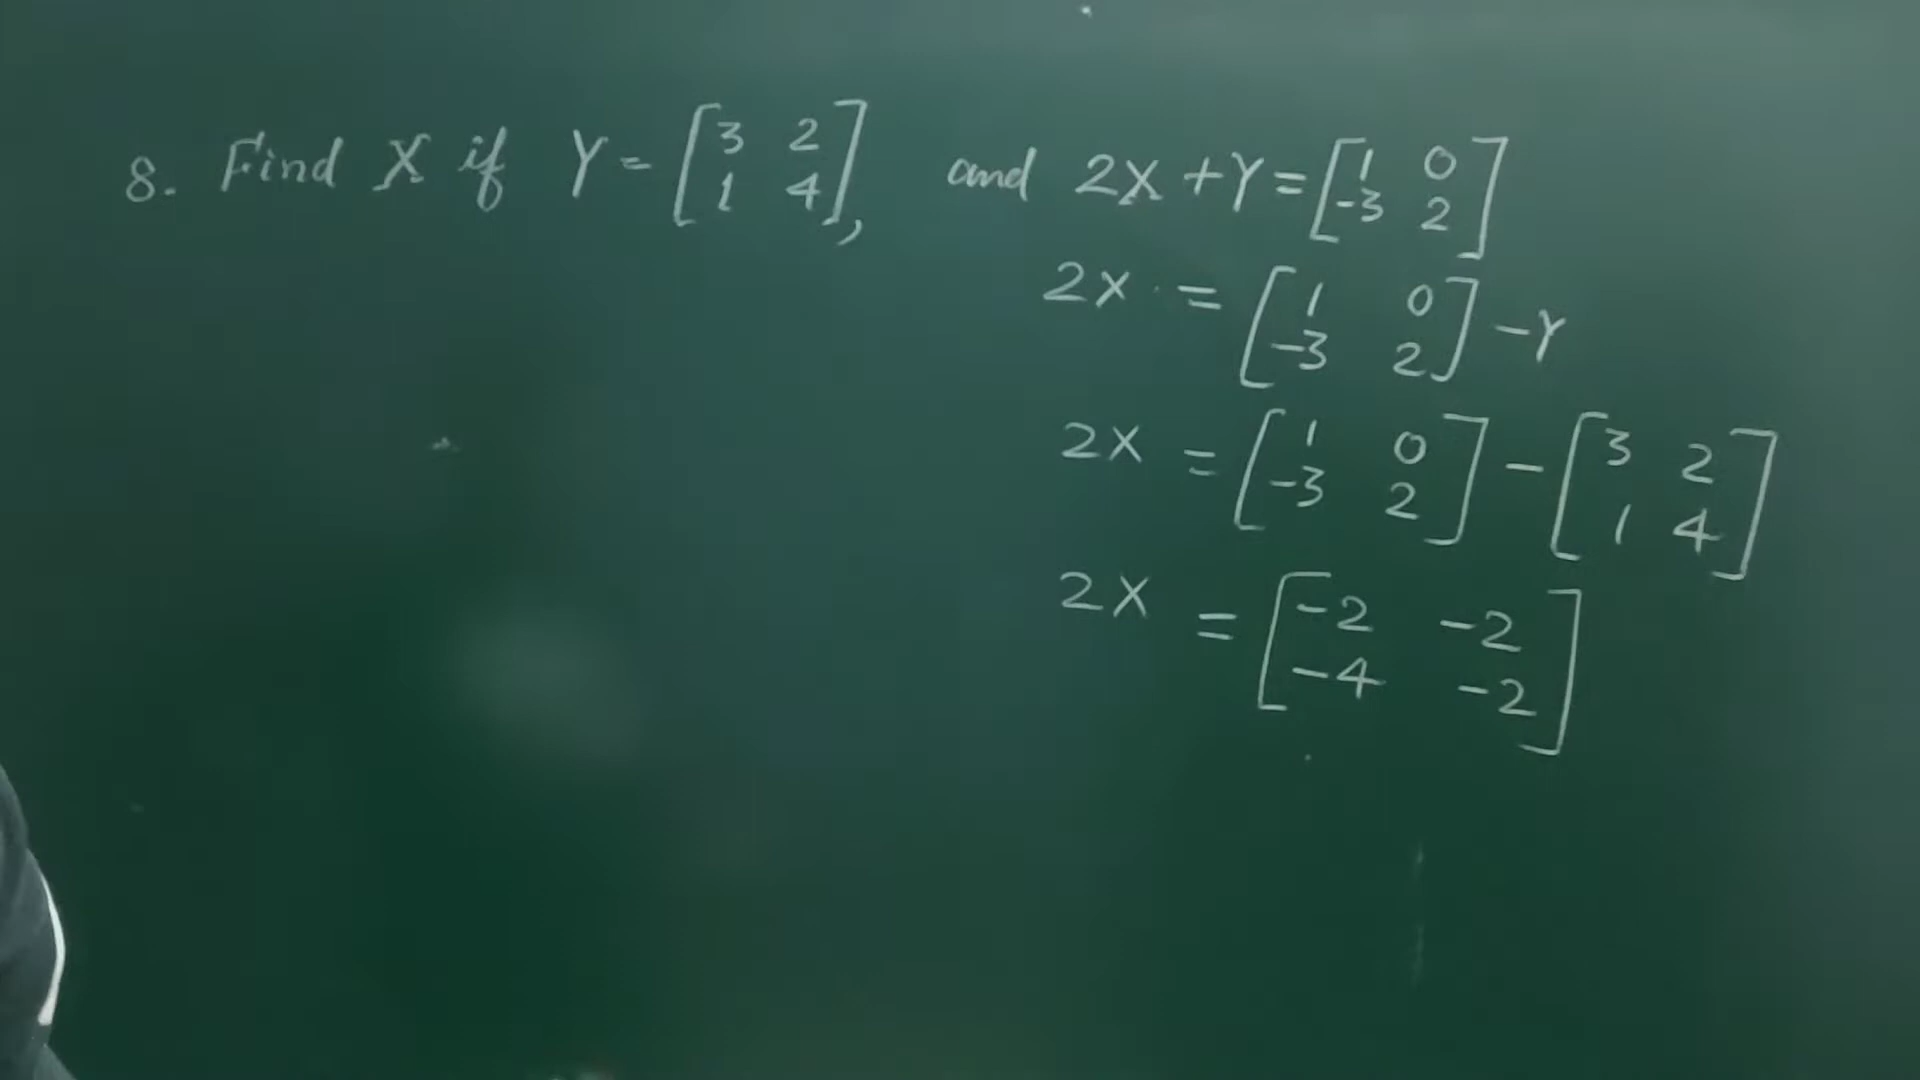 8. Find X if Y = [3 2; 1 4], and 2X + Y = [1 0; -3 2]
2X = [1 0; -3 2] - Y
2X = [1 0; -3 2] - [3 2; 1 4]
2X = [-2 -2; -4 -2]